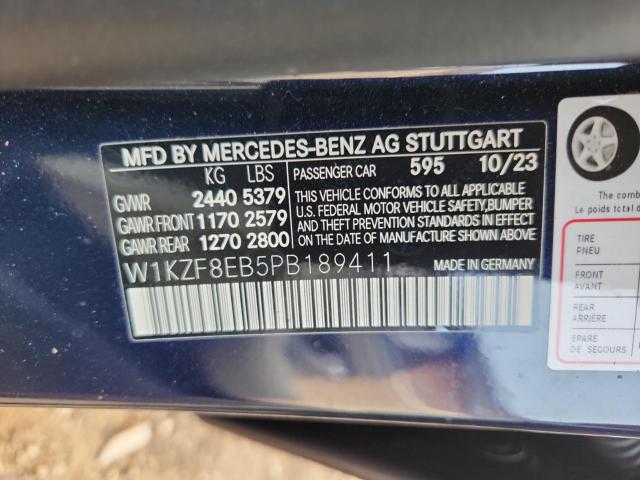 MFD BY MERCEDES-BENZ AG STUTTGART
KG LBS
GVWR 2440 5379
GAWR FRONT 1170 2579
GAWR REAR 1270 2800
PASSENGER CAR 595 10/23
THIS VEHICLE CONFORMS TO ALL APPLICABLE
U.S. FEDERAL MOTOR VEHICLE SAFETY,BUMPER
AND THEFT PREVENTION STANDARDS IN EFFECT
ON THE DATE OF MANUFACTURE SHOWN ABOVE.
W1KZF8EB5PB189411
MADE IN GERMANY
The comb
Le poids total d
TIRE
PNEU
FRONT
AVANT
REAR
ARRIÈRE
SPARE
DE SECOURS